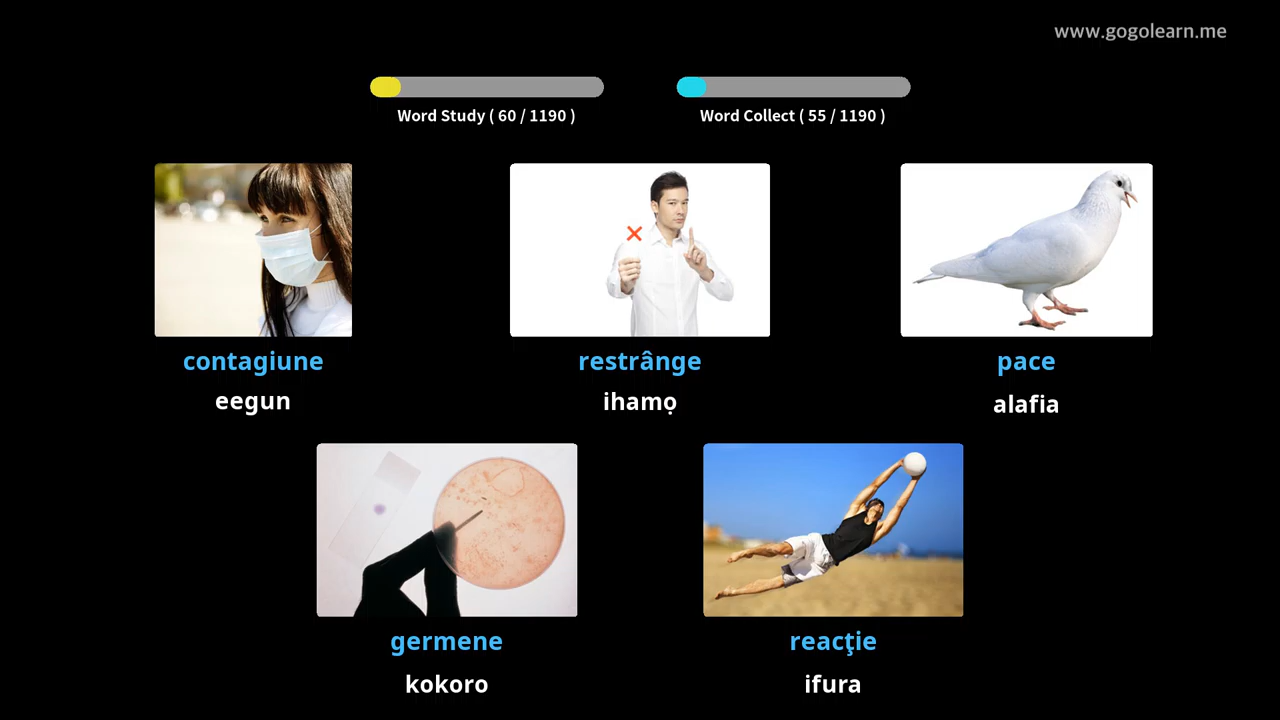 www.gogolearn.me
Word Study ( 60 / 1190 )
Word Collect ( 55 / 1190 )
contagiune
restrânge
pace
eegun
ihamọ
alafia
germene
reacţie
kokoro
ifura